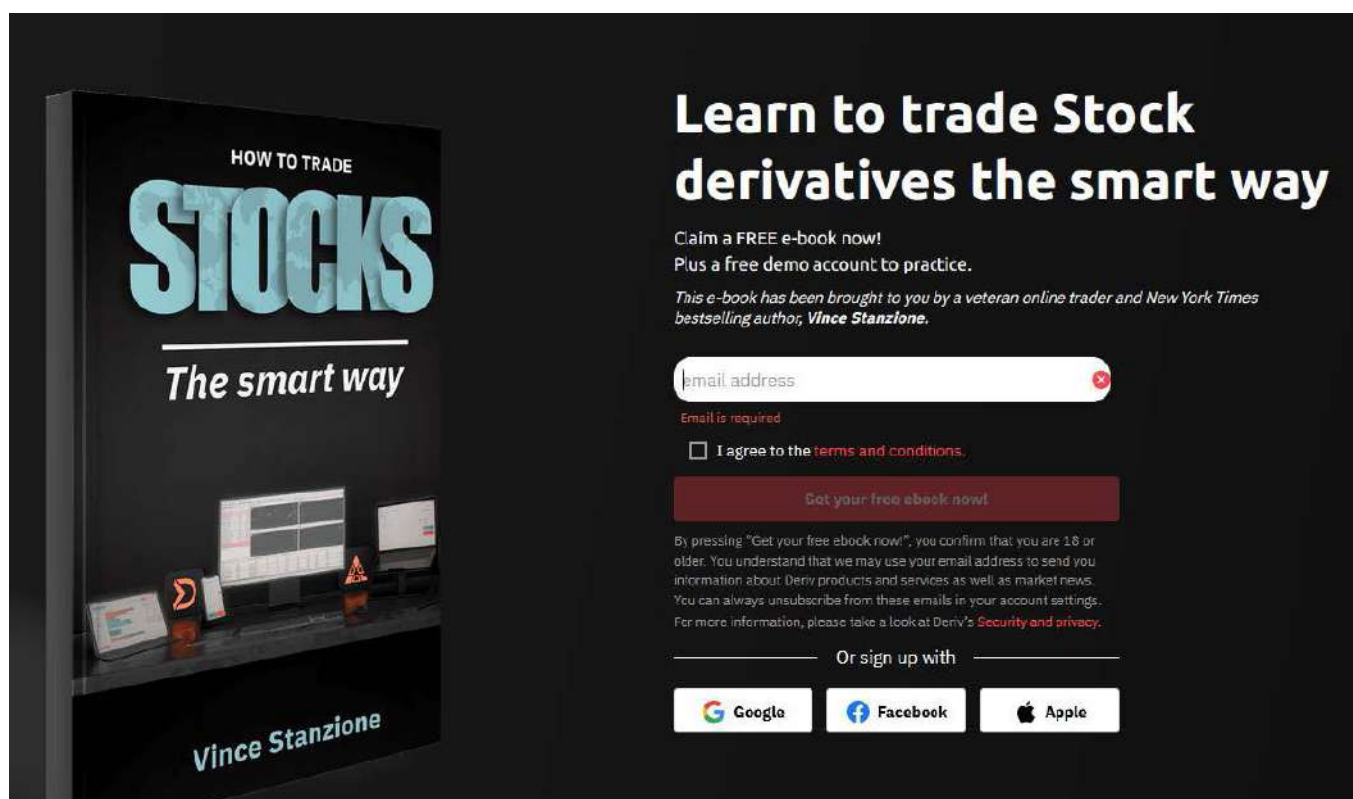 HOW TO TRADE
STOCKS
The smart way
Vince Stanzione
Learn to trade Stock
derivatives the smart way
Claim a FREE e-book now!
Plus a free demo account to practice.
This e-book has been brought to you by a veteran online trader and New York Times
bestselling author, Vince Stanzione.
email address
Email is required
I agree to the terms and conditions.
Get your free ebook now!
By pressing "Get your free ebook now!", you confirm that you are 18 or
older. You understand that we may use your email address to send you
information about Deriv products and services as well as market news.
You can always unsubscribe from these emails in your account settings.
For more information, please take a look at Deriv's Security and privacy.
Or sign up with
Google
Facebook
Apple